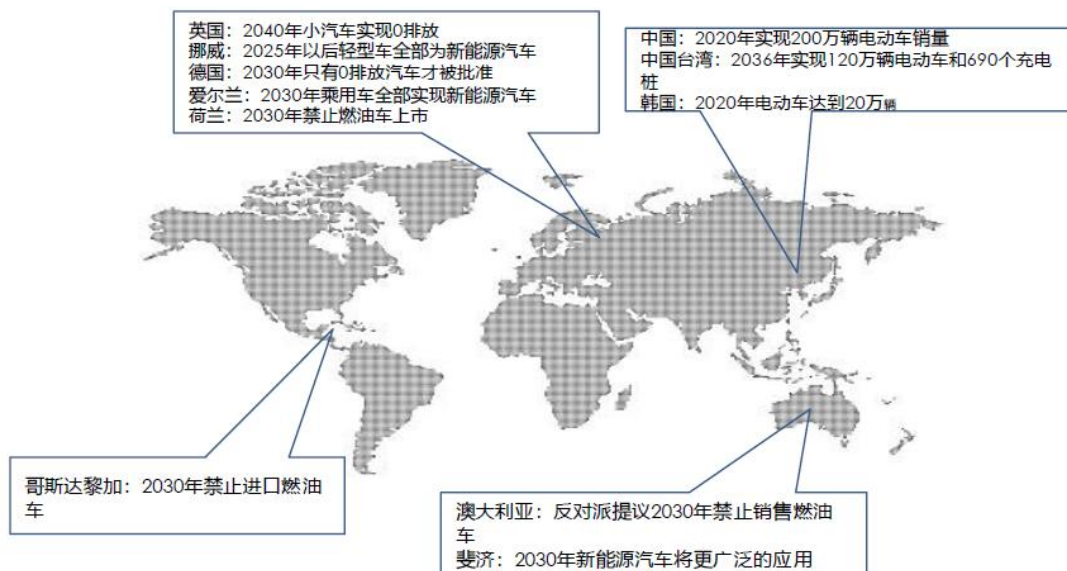 英国：2040年小汽车实现0排放
挪威：2025年以后轻型车全部为新能源汽车
德国：2030年只有0排放汽车才被批准
爱尔兰：2030年乘用车全部实现新能源汽车
荷兰：2030年禁止燃油车上市
中国：2020年实现200万辆电动车销量
中国台湾：2036年实现120万辆电动车和690个充电
桩
韩国：2020年电动车达到20万辆
哥斯达黎加：2030年禁止进口燃油
车
澳大利亚：反对派提议2030年禁止销售燃油
车
斐济：2030年新能源汽车将更广泛的应用